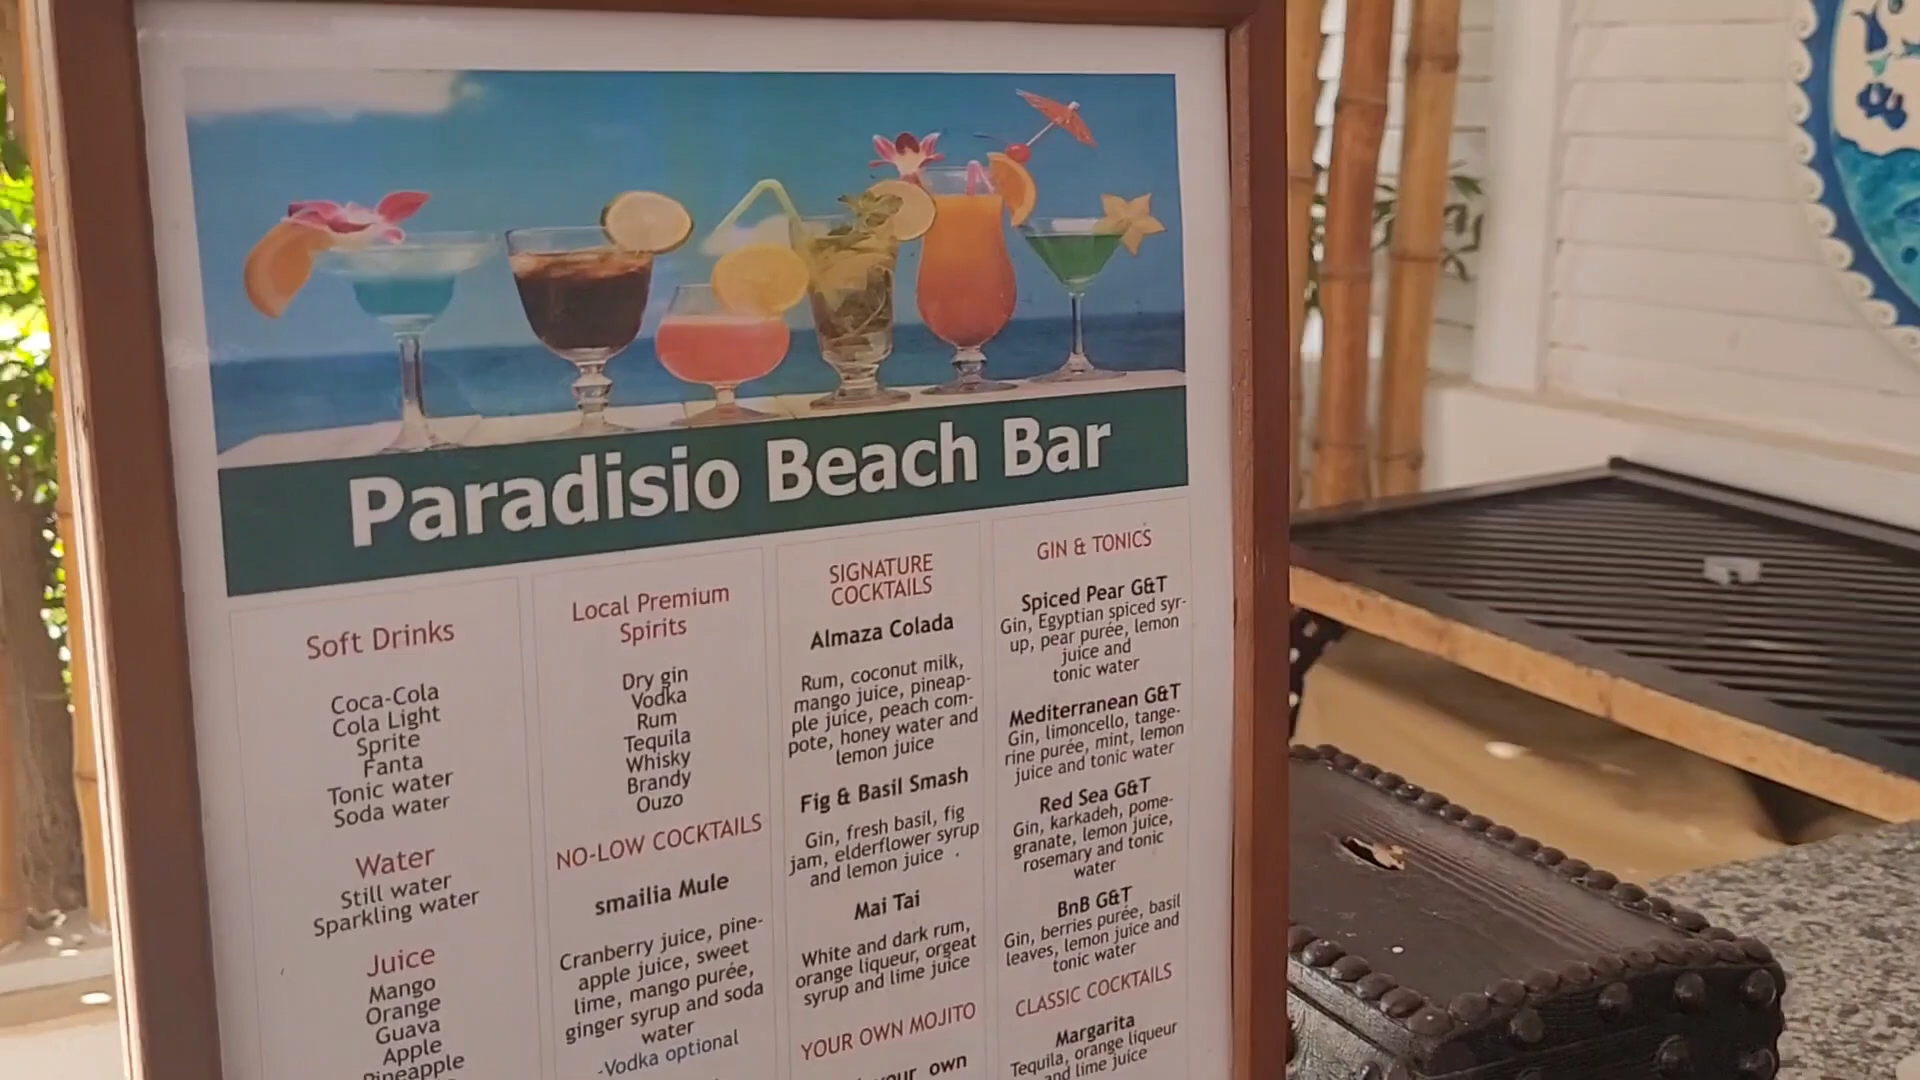 Paradisio Beach Bar
Soft Drinks
Coca-Cola
Cola Light
Sprite
Fanta
Tonic water
Soda water
Water
Still water
Sparkling water
Juice
Mango
Orange
Guava
Apple
Pineapple
Local Premium
Spirits
Dry gin
Vodka
Rum
Tequila
Whisky
Brandy
Ouzo
NO-LOW COCKTAILS
smailia Mule
Cranberry juice, pine-
apple juice, sweet
lime, mango purée,
ginger syrup and soda
water
-Vodka optional
SIGNATURE
COCKTAILS
Almaza Colada
Rum, coconut milk,
mango juice, pineap-
ple juice, peach com-
pote, honey water and
lemon juice
Fig & Basil Smash
Gin, fresh basil, fig
jam, elderflower syrup
and lemon juice .
Mai Tai
White and dark rum,
orange liqueur, orgeat
syrup and lime juice
YOUR OWN MOJITO
your own
GIN & TONICS
Spiced Pear G&T
Gin, Egyptian spiced syr-
up, pear purée, lemon
juice and
tonic water
Mediterranean G&T
Gin, limoncello, tange-
rine purée, mint, lemon
juice and tonic water
Red Sea G&T
Gin, karkadeh, pome-
granate, lemon juice,
rosemary and tonic
water
BnB G&T
Gin, berries purée, basil
leaves, lemon juice and
tonic water
CLASSIC COCKTAILS
Margarita
Tequila, orange liqueur
and lime juice